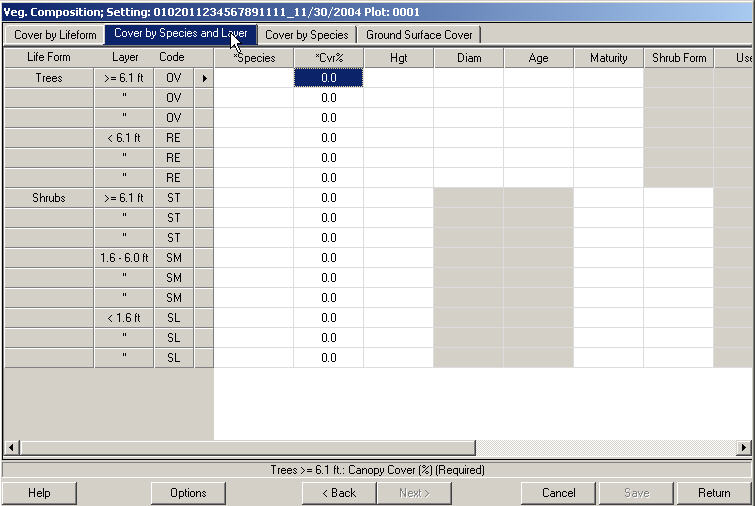 Veg. Composition; Setting: 0102011234567891111_11/30/2004 Plot: 0001
Cover by Lifeform Cover by Species and Layer Cover by Species Ground Surface Cover
Life Form Layer Code *Species *Cvr% Hgt Diam Age Maturity Shrub Form Use
Trees >= 6.1 ft OV 0.0
" OV 0.0
" OV 0.0
< 6.1 ft RE 0.0
" RE 0.0
" RE 0.0
Shrubs >= 6.1 ft ST 0.0
" ST 0.0
" ST 0.0
1.6 - 6.0 ft SM 0.0
" SM 0.0
" SM 0.0
< 1.6 ft SL 0.0
" SL 0.0
" SL 0.0
Trees >= 6.1 ft.: Canopy Cover (%) (Required)
Help Options < Back Next > Cancel Save Return